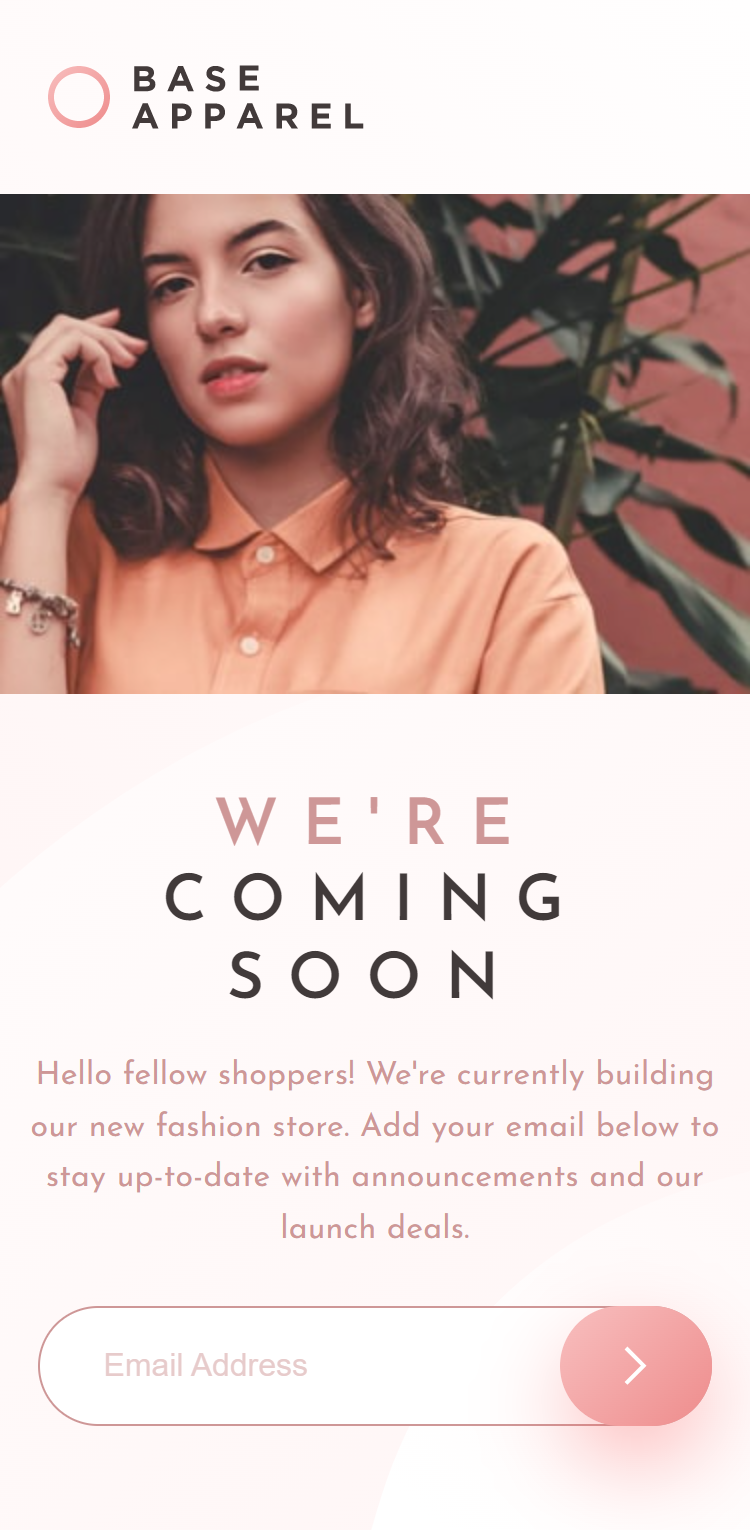 BASE
APPAREL
WE'RE
COMING
SOON
Hello fellow shoppers! We're currently building
our new fashion store. Add your email below to
stay up-to-date with announcements and our
launch deals.
Email Address